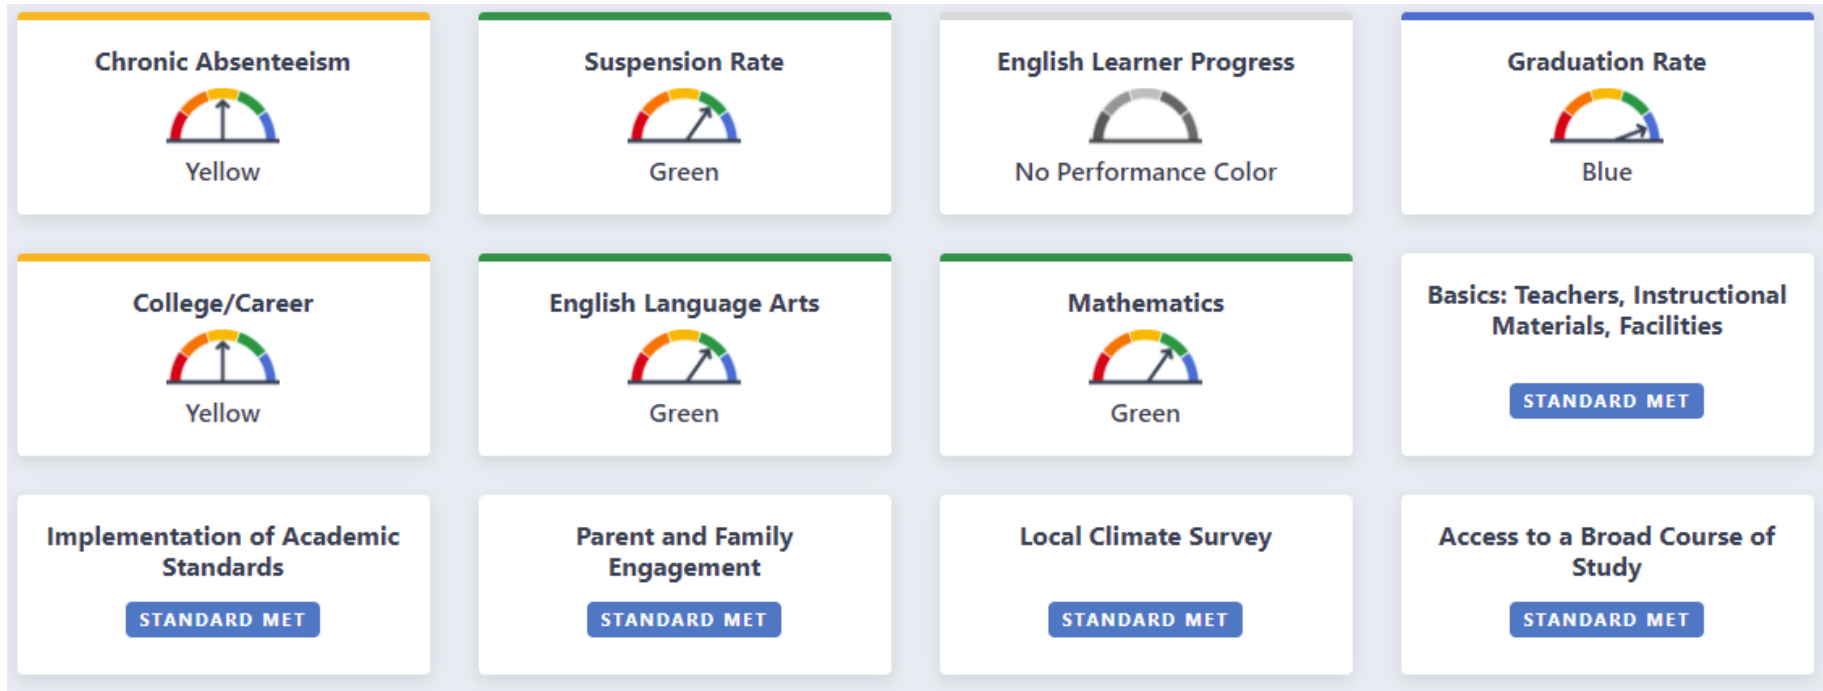 Chronic Absenteeism
Yellow
Suspension Rate
Green
English Learner Progress
No Performance Color
Graduation Rate
Blue
College/Career
Yellow
English Language Arts
Green
Mathematics
Green
Basics: Teachers, Instructional
Materials, Facilities
STANDARD MET
Implementation of Academic
Standards
STANDARD MET
Parent and Family
Engagement
STANDARD MET
Local Climate Survey
STANDARD MET
Access to a Broad Course of
Study
STANDARD MET